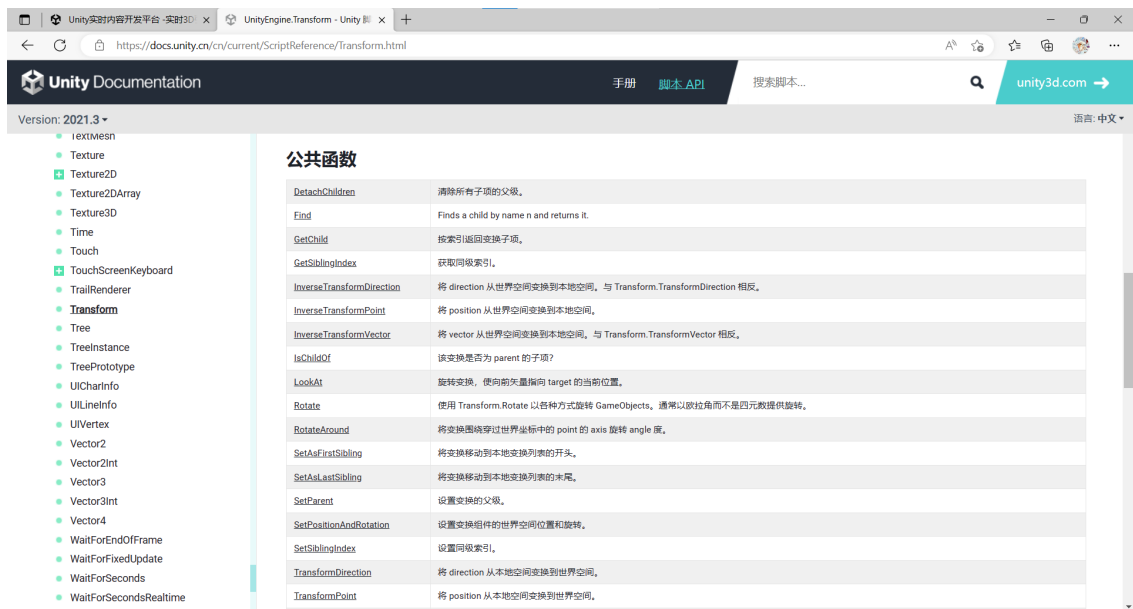 Unity实时内容开发平台 -实时3D
UnityEngine.Transform - Unity 脚
https://docs.unity.cn/cn/current/ScriptReference/Transform.html
Unity Documentation
手册
脚本 API
搜索脚本...
unity3d.com
Version: 2021.3
语言: 中文
TextMesh
Texture
Texture2D
Texture2DArray
Texture3D
Time
Touch
TouchScreenKeyboard
TrailRenderer
Transform
Tree
TreeInstance
TreePrototype
UICharInfo
UILineInfo
UIVertex
Vector2
Vector2Int
Vector3
Vector3Int
Vector4
WaitForEndOfFrame
WaitForFixedUpdate
WaitForSeconds
WaitForSecondsRealtime
公共函数
DetachChildren 清除所有子项的父级。
Find Finds a child by name n and returns it.
GetChild 按索引返回变换子项。
GetSiblingIndex 获取同级索引。
InverseTransformDirection 将 direction 从世界空间变换到本地空间。与 Transform.TransformDirection 相反。
InverseTransformPoint 将 position 从世界空间变换到本地空间。
InverseTransformVector 将 vector 从世界空间变换到本地空间。与 Transform.TransformVector 相反。
IsChildOf 该变换是否为 parent 的子项?
LookAt 旋转变换，使向前矢量指向 target 的当前位置。
Rotate 使用 Transform.Rotate 以各种方式旋转 GameObjects。通常以欧拉角而不是四元数提供旋转。
RotateAround 将变换围绕穿过世界坐标中的 point 的 axis 旋转 angle 度。
SetAsFirstSibling 将变换移动到本地变换列表的开头。
SetAsLastSibling 将变换移动到本地变换列表的末尾。
SetParent 设置变换的父级。
SetPositionAndRotation 设置变换组件的世界空间位置和旋转。
SetSiblingIndex 设置同级索引。
TransformDirection 将 direction 从本地空间变换到世界空间。
TransformPoint 将 position 从本地空间变换到世界空间。